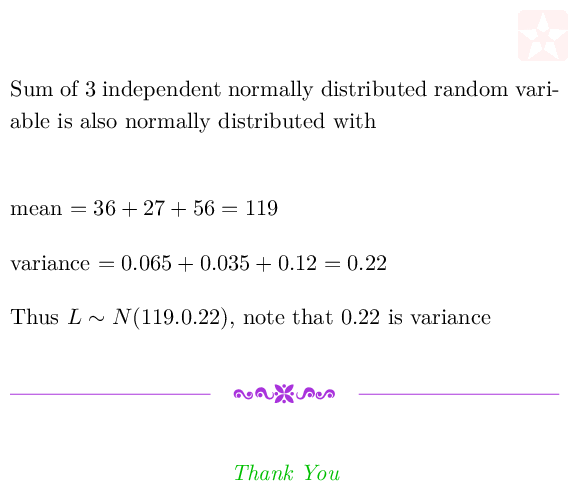 Sum of 3 independent normally distributed random vari-
able is also normally distributed with
mean = 36 + 27 + 56 = 119
variance = 0.065 + 0.035 + 0.12 = 0.22
Thus L ∼ N(119.0.22), note that 0.22 is variance
Thank You